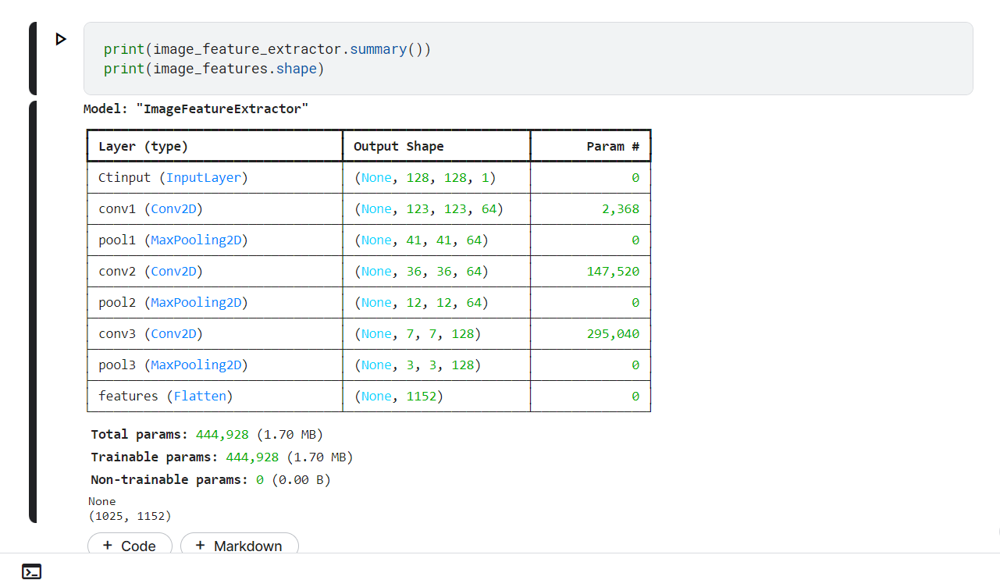 print(image_feature_extractor.summary())
print(image_features.shape)
Model: "ImageFeatureExtractor"
Layer (type) Output Shape Param #
Ctinput (InputLayer) (None, 128, 128, 1) 0
conv1 (Conv2D) (None, 123, 123, 64) 2,368
pool1 (MaxPooling2D) (None, 41, 41, 64) 0
conv2 (Conv2D) (None, 36, 36, 64) 147,520
pool2 (MaxPooling2D) (None, 12, 12, 64) 0
conv3 (Conv2D) (None, 7, 7, 128) 295,040
pool3 (MaxPooling2D) (None, 3, 3, 128) 0
features (Flatten) (None, 1152) 0
Total params: 444,928 (1.70 MB)
Trainable params: 444,928 (1.70 MB)
Non-trainable params: 0 (0.00 B)
None
(1025, 1152)
+ Code + Markdown